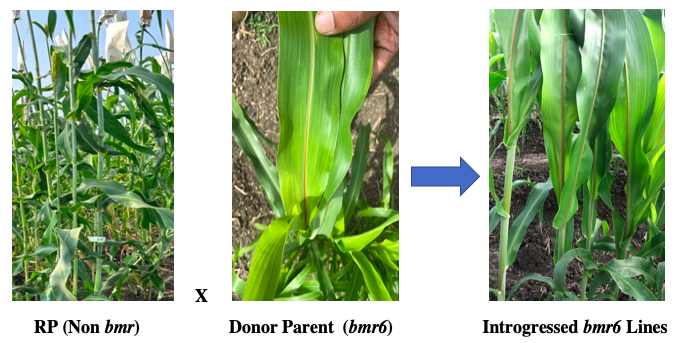 X
RP (Non bmr)
Donor Parent (bmr6)
Introgressed bmr6 Lines